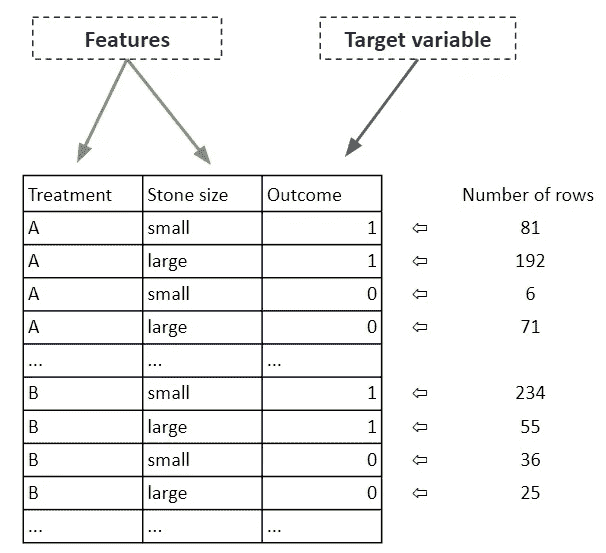 Features Target variable
Treatment Stone size Outcome Number of rows
A small 1 ⇦ 81
A large 1 ⇦ 192
A small 0 ⇦ 6
A large 0 ⇦ 71
... ... ...
B small 1 ⇦ 234
B large 1 ⇦ 55
B small 0 ⇦ 36
B large 0 ⇦ 25
... ... ...